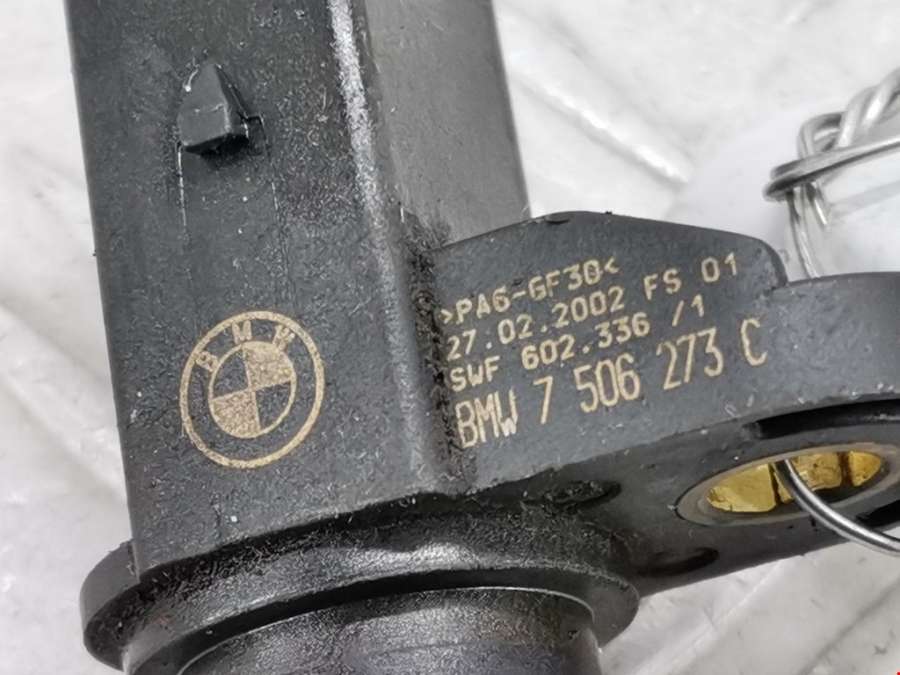 BMW
>PA6-GF30<
27.02.2002 FS 01
SWF 602.336 /1
BMW 7 506 273 C